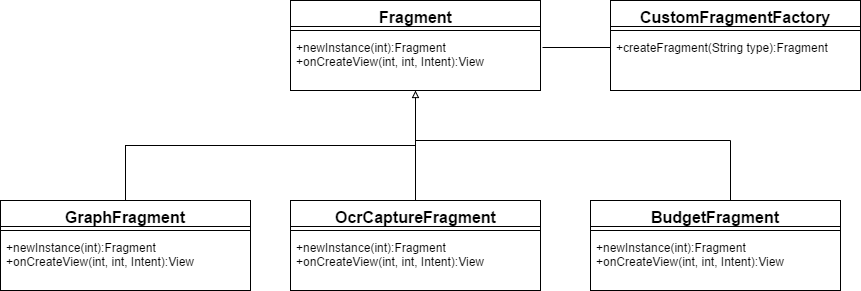 Fragment
+newInstance(int):Fragment
+onCreateView(int, int, Intent):View
CustomFragmentFactory
+createFragment(String type):Fragment
GraphFragment
+newInstance(int):Fragment
+onCreateView(int, int, Intent):View
OcrCaptureFragment
+newInstance(int):Fragment
+onCreateView(int, int, Intent):View
BudgetFragment
+newInstance(int):Fragment
+onCreateView(int, int, Intent):View